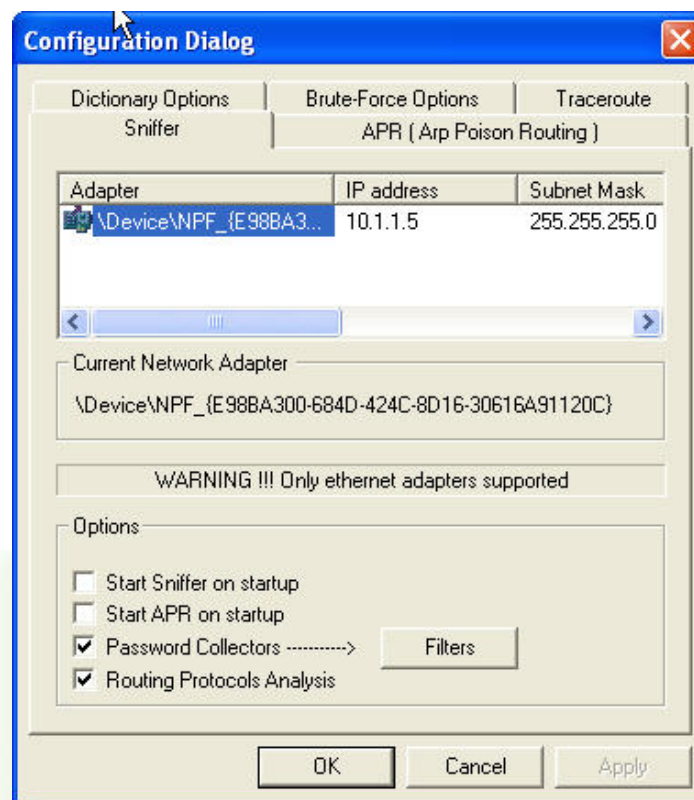 Configuration Dialog
Dictionary Options Brute-Force Options Traceroute
Sniffer APR ( Arp Poison Routing )
Adapter IP address Subnet Mask
\Device\NPF_{E98BA3... 10.1.1.5 255.255.255.0
Current Network Adapter
\Device\NPF_{E98BA300-684D-424C-8D16-30616A91120C}
WARNING !!! Only ethernet adapters supported
Options
Start Sniffer on startup
Start APR on startup
Password Collectors ----------> Filters
Routing Protocols Analysis
OK Cancel Apply